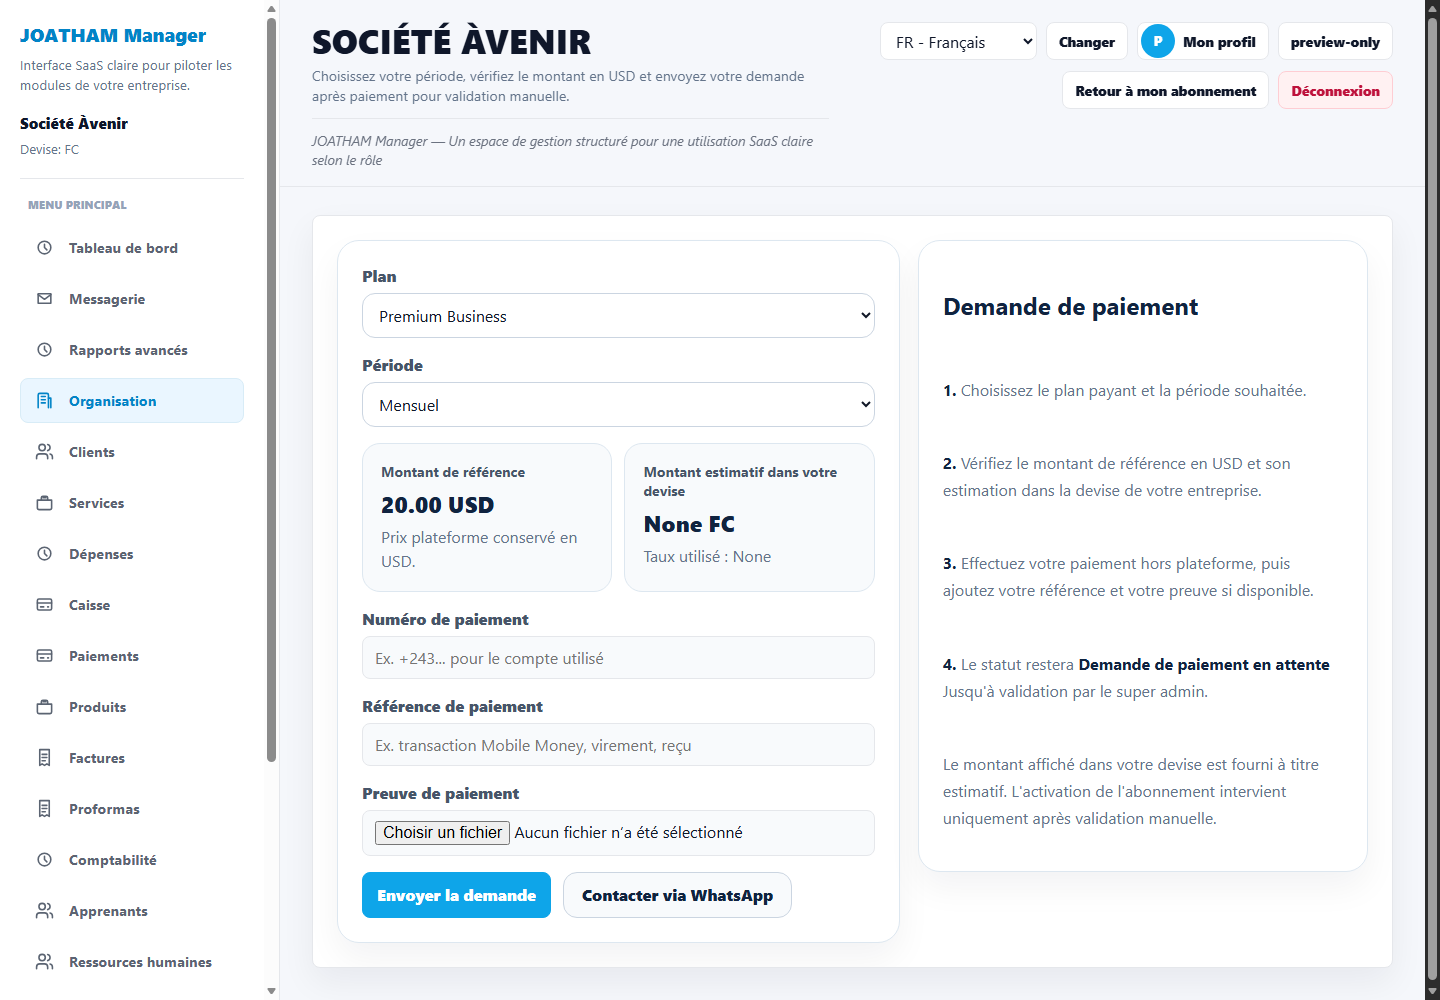 JOATHAM Manager
Interface SaaS claire pour piloter les
modules de votre entreprise.
Société Àvenir
Devise: FC
MENU PRINCIPAL
Tableau de bord
Messagerie
Rapports avancés
Organisation
Clients
Services
Dépenses
Caisse
Paiements
Produits
Factures
Proformas
Comptabilité
Apprenants
Ressources humaines
SOCIÉTÉ ÀVENIR
Choisissez votre période, vérifiez le montant en USD et envoyez votre demande
après paiement pour validation manuelle.
JOATHAM Manager — Un espace de gestion structuré pour une utilisation SaaS claire
selon le rôle
FR - Français
Changer
P
Mon profil
preview-only
Retour à mon abonnement
Déconnexion
Plan
Premium Business
Période
Mensuel
Montant de référence
20.00 USD
Prix plateforme conservé en
USD.
Montant estimatif dans votre
devise
None FC
Taux utilisé : None
Numéro de paiement
Ex. +243... pour le compte utilisé
Référence de paiement
Ex. transaction Mobile Money, virement, reçu
Preuve de paiement
Choisir un fichier Aucun fichier n’a été sélectionné
Envoyer la demande
Contacter via WhatsApp
Demande de paiement
1. Choisissez le plan payant et la période souhaitée.
2. Vérifiez le montant de référence en USD et son
estimation dans la devise de votre entreprise.
3. Effectuez votre paiement hors plateforme, puis
ajoutez votre référence et votre preuve si disponible.
4. Le statut restera Demande de paiement en attente
Jusqu'à validation par le super admin.
Le montant affiché dans votre devise est fourni à titre
estimatif. L'activation de l'abonnement intervient
uniquement après validation manuelle.